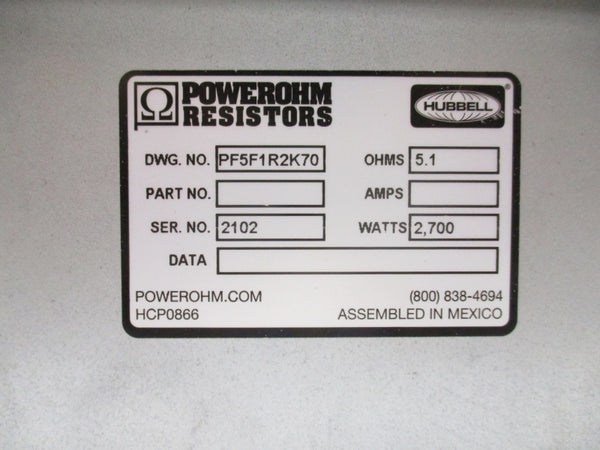 POWEROHM
RESISTORS
HUBBELL ®
DWG. NO. PF5F1R2K70 OHMS 5.1
PART NO. AMPS
SER. NO. 2102 WATTS 2,700
DATA
POWEROHM.COM (800) 838-4694
HCP0866 ASSEMBLED IN MEXICO